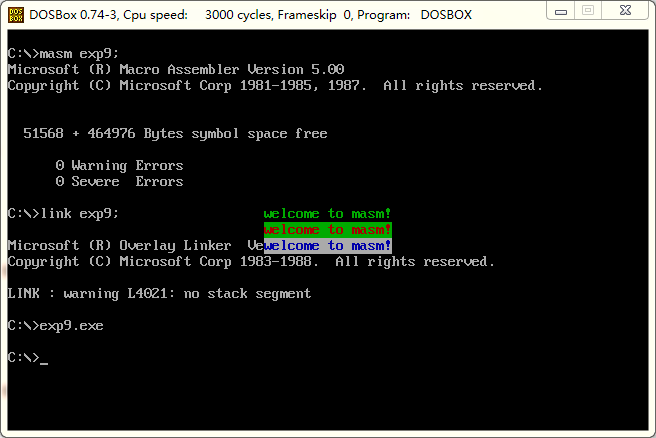 DOSBox 0.74-3, Cpu speed:    3000 cycles, Frameskip  0, Program:   DOSBOX
C:\>masm exp9;
Microsoft (R) Macro Assembler Version 5.00
Copyright (C) Microsoft Corp 1981-1985, 1987.  All rights reserved.
  51568 + 464976 Bytes symbol space free
      0 Warning Errors
      0 Severe  Errors
C:\>link exp9;                  welcome to masm!
                                welcome to masm!
Microsoft (R) Overlay Linker  Vewelcome to masm!
Copyright (C) Microsoft Corp 1983-1988.  All rights reserved.
LINK : warning L4021: no stack segment
C:\>exp9.exe
C:\>_